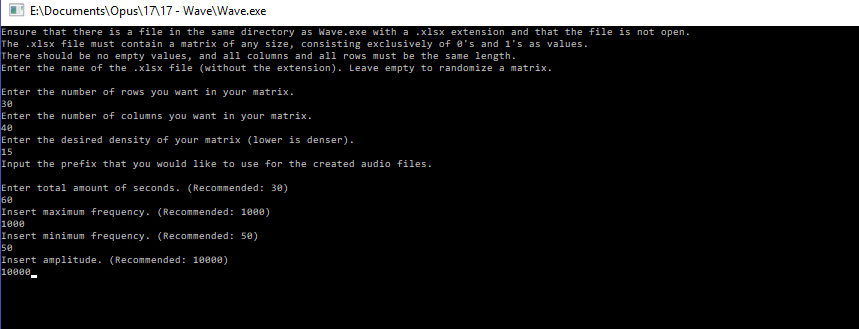 E:\Documents\Opus\17\17 - Wave\Wave.exe
Ensure that there is a file in the same directory as Wave.exe with a .xlsx extension and that the file is not open.
The .xlsx file must contain a matrix of any size, consisting exclusively of 0's and 1's as values.
There should be no empty values, and all columns and all rows must be the same length.
Enter the name of the .xlsx file (without the extension). Leave empty to randomize a matrix.
Enter the number of rows you want in your matrix.
30
Enter the number of columns you want in your matrix.
40
Enter the desired density of your matrix (lower is denser).
15
Input the prefix that you would like to use for the created audio files.
Enter total amount of seconds. (Recommended: 30)
60
Insert maximum frequency. (Recommended: 1000)
1000
Insert minimum frequency. (Recommended: 50)
50
Insert amplitude. (Recommended: 10000)
10000